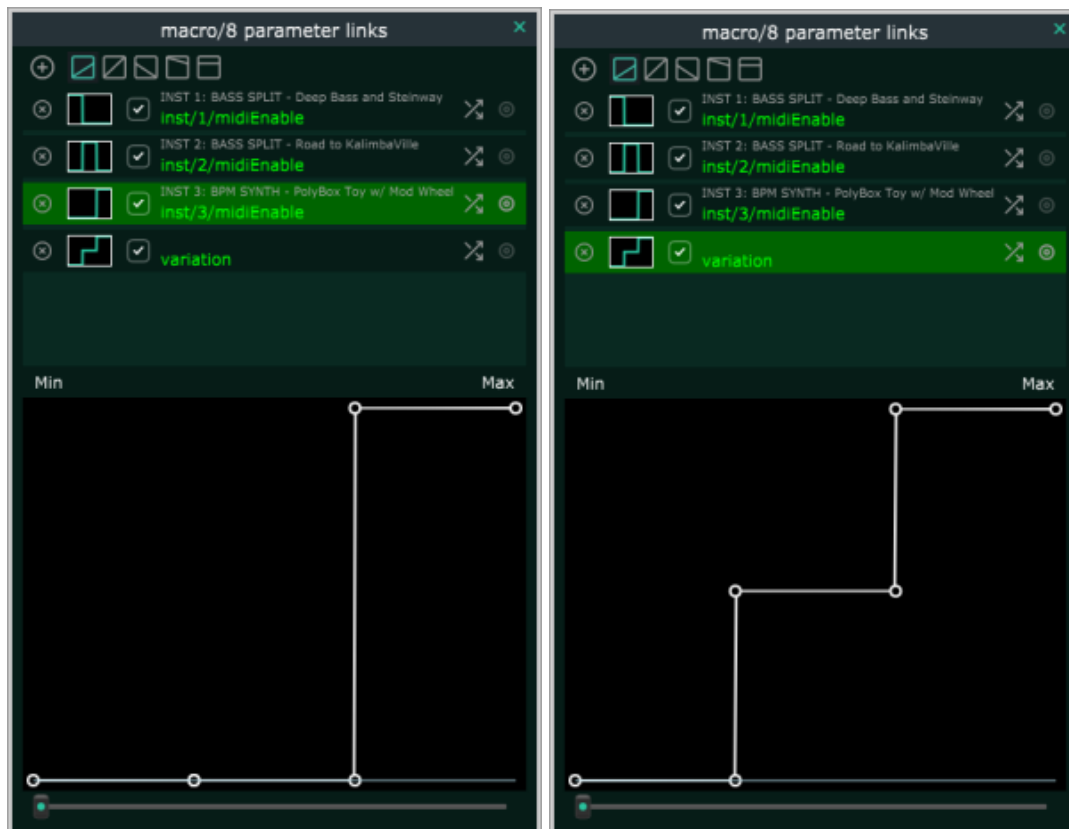 macro/8 parameter links
INST 1: BASS SPLIT - Deep Bass and Steinway
inst/1/midiEnable
INST 2: BASS SPLIT - Road to KalimbaVille
inst/2/midiEnable
INST 3: BPM SYNTH - PolyBox Toy w/ Mod Wheel
inst/3/midiEnable
variation
Min Max
macro/8 parameter links
INST 1: BASS SPLIT - Deep Bass and Steinway
inst/1/midiEnable
INST 2: BASS SPLIT - Road to KalimbaVille
inst/2/midiEnable
INST 3: BPM SYNTH - PolyBox Toy w/ Mod Wheel
inst/3/midiEnable
variation
Min Max